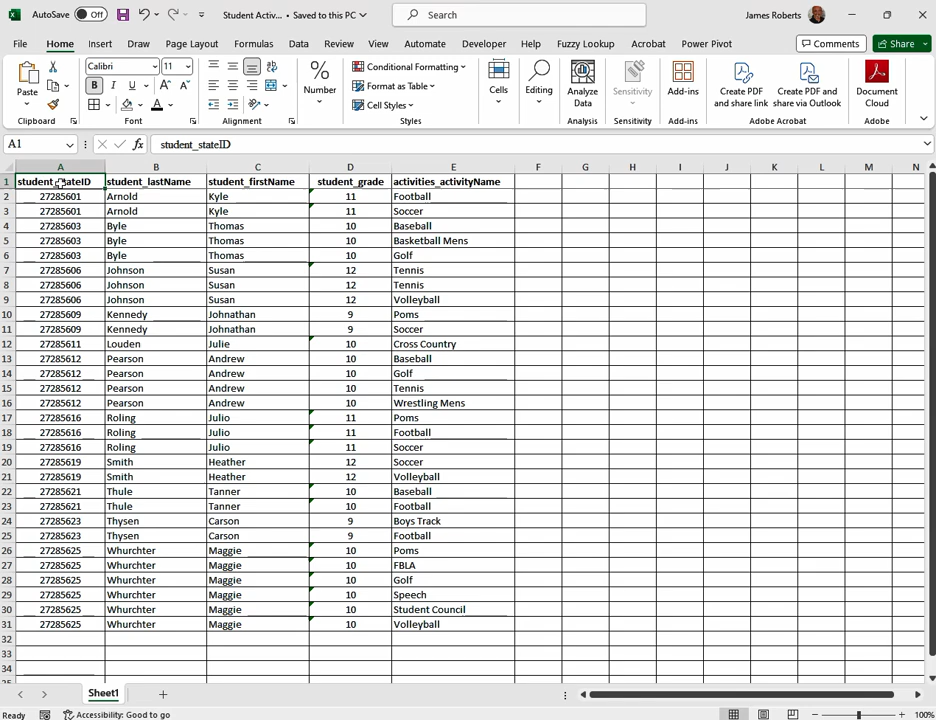 AutoSave Off Student Activ... • Saved to this PC Search James Roberts
File Home Insert Draw Page Layout Formulas Data Review View Automate Developer Help Fuzzy Lookup Acrobat Power Pivot Comments Share
Paste Calibri 11 B I U A A Number Conditional Formatting Format as Table Cell Styles Cells Editing Analyze Data Sensitivity Add-ins Create PDF and share link Create PDF and share via Outlook Document Cloud
Clipboard Font Alignment Styles Analysis Sensitivity Add-ins Adobe Acrobat Adobe
A1 fx student_stateID
A B C D E F G H I J K L M N
1 student_stateID student_lastName student_firstName student_grade activities_activityName
2 27285601 Arnold Kyle 11 Football
3 27285601 Arnold Kyle 11 Soccer
4 27285603 Byle Thomas 10 Baseball
5 27285603 Byle Thomas 10 Basketball Mens
6 27285603 Byle Thomas 10 Golf
7 27285606 Johnson Susan 12 Tennis
8 27285606 Johnson Susan 12 Tennis
9 27285606 Johnson Susan 12 Volleyball
10 27285609 Kennedy Johnathan 9 Poms
11 27285609 Kennedy Johnathan 9 Soccer
12 27285611 Louden Julie 10 Cross Country
13 27285612 Pearson Andrew 10 Baseball
14 27285612 Pearson Andrew 10 Golf
15 27285612 Pearson Andrew 10 Tennis
16 27285612 Pearson Andrew 10 Wrestling Mens
17 27285616 Roling Julio 11 Poms
18 27285616 Roling Julio 11 Football
19 27285616 Roling Julio 11 Soccer
20 27285619 Smith Heather 12 Soccer
21 27285619 Smith Heather 12 Volleyball
22 27285621 Thule Tanner 10 Baseball
23 27285621 Thule Tanner 10 Football
24 27285623 Thysen Carson 9 Boys Track
25 27285623 Thysen Carson 9 Football
26 27285625 Whurchter Maggie 10 Poms
27 27285625 Whurchter Maggie 10 FBLA
28 27285625 Whurchter Maggie 10 Golf
29 27285625 Whurchter Maggie 10 Speech
30 27285625 Whurchter Maggie 10 Student Council
31 27285625 Whurchter Maggie 10 Volleyball
32
33
34
Sheet1
Ready Accessibility: Good to go 100%